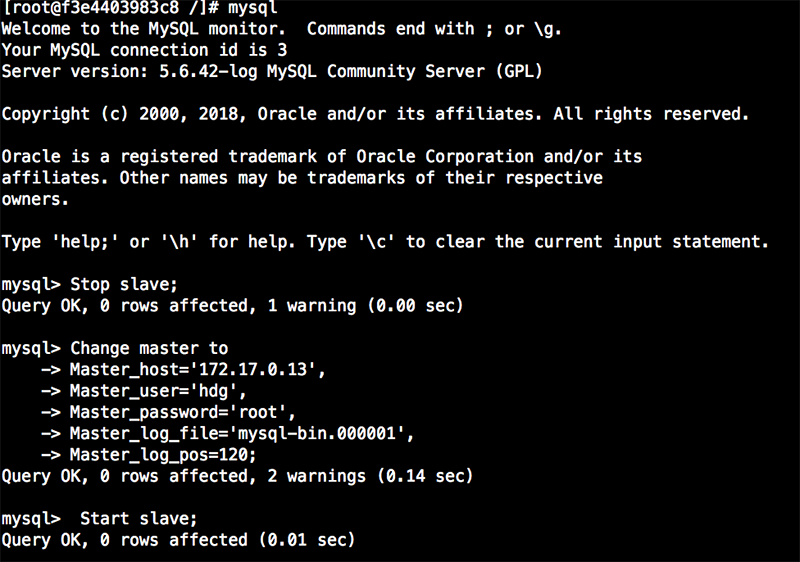 [root@f3e4403983c8 /]# mysql
Welcome to the MySQL monitor.  Commands end with ; or \g.
Your MySQL connection id is 3
Server version: 5.6.42-log MySQL Community Server (GPL)

Copyright (c) 2000, 2018, Oracle and/or its affiliates. All rights reserved.

Oracle is a registered trademark of Oracle Corporation and/or its
affiliates. Other names may be trademarks of their respective
owners.

Type 'help;' or '\h' for help. Type '\c' to clear the current input statement.

mysql> Stop slave;
Query OK, 0 rows affected, 1 warning (0.00 sec)

mysql> Change master to
    -> Master_host='172.17.0.13',
    -> Master_user='hdg',
    -> Master_password='root',
    -> Master_log_file='mysql-bin.000001',
    -> Master_log_pos=120;
Query OK, 0 rows affected, 2 warnings (0.14 sec)

mysql>  Start slave;
Query OK, 0 rows affected (0.01 sec)